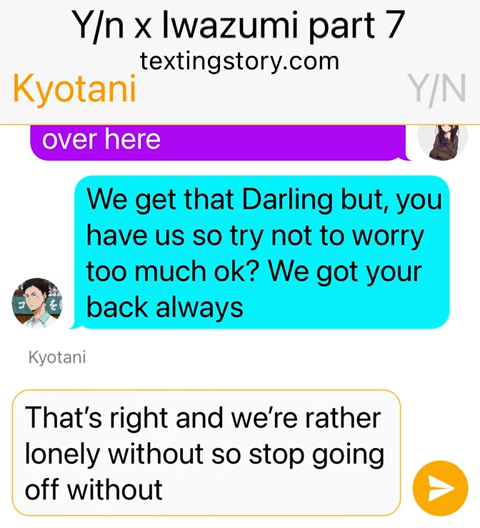 Y/n x Iwazumi part 7
textingstory.com
Kyotani Y/N
over here
We get that Darling but, you
have us so try not to worry
too much ok? We got your
back always
Kyotani
That's right and we're rather
lonely without so stop going
off without